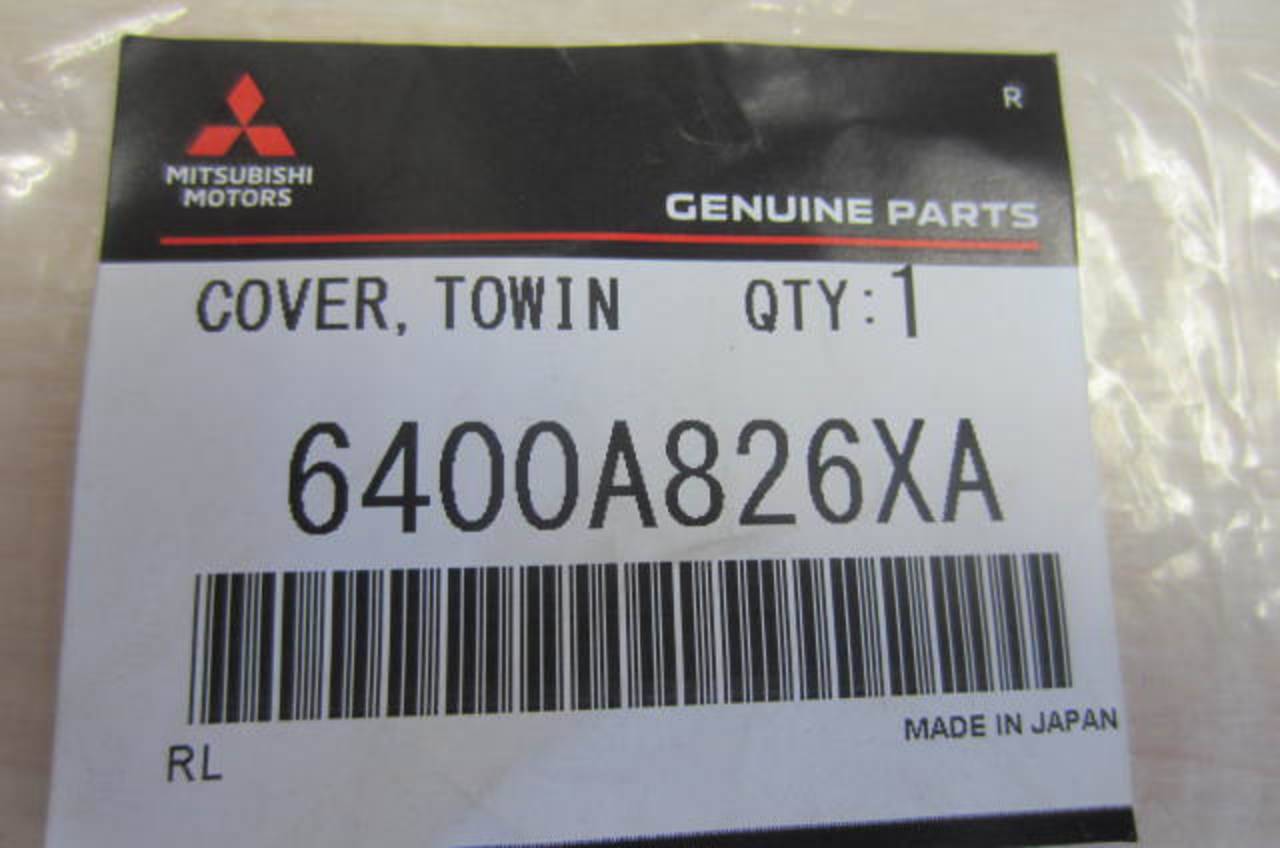 R
MITSUBISHI
MOTORS
GENUINE PARTS
COVER, TOWIN QTY:1
6400A826XA
MADE IN JAPAN
RL